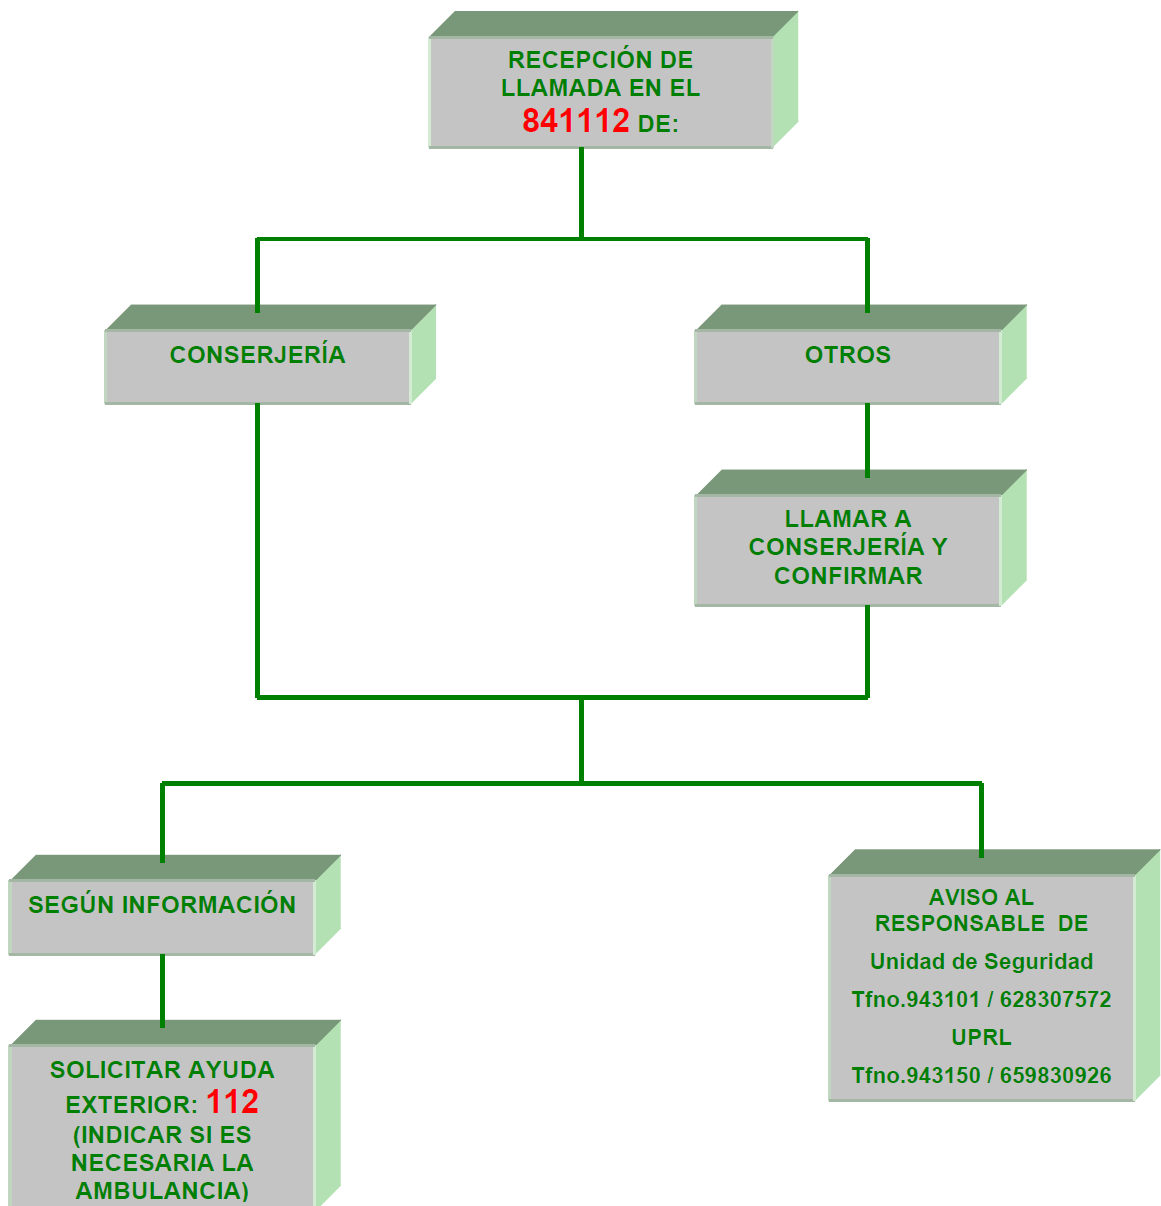 RECEPCIÓN DE
LLAMADA EN EL
841112 DE:
CONSERJERÍA
OTROS
LLAMAR A
CONSERJERÍA Y
CONFIRMAR
SEGÚN INFORMACIÓN
SOLICITAR AYUDA
EXTERIOR: 112
(INDICAR SI ES
NECESARIA LA
AMBULANCIA)
AVISO AL
RESPONSABLE DE
Unidad de Seguridad
Tfno.943101 / 628307572
UPRL
Tfno.943150 / 659830926